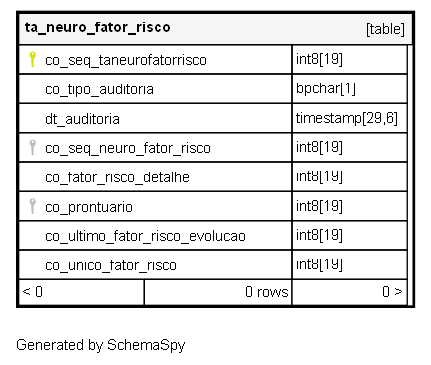 ta_neuro_fator_risco [table]
co_seq_taneurofatorrisco int8[19]
co_tipo_auditoria bpchar[1]
dt_auditoria timestamp[29,6]
co_seq_neuro_fator_risco int8[19]
co_fator_risco_detalhe int8[19]
co_prontuario int8[19]
co_ultimo_fator_risco_evolucao int8[19]
co_unico_fator_risco int8[19]
< 0 0 rows 0 >
Generated by SchemaSpy